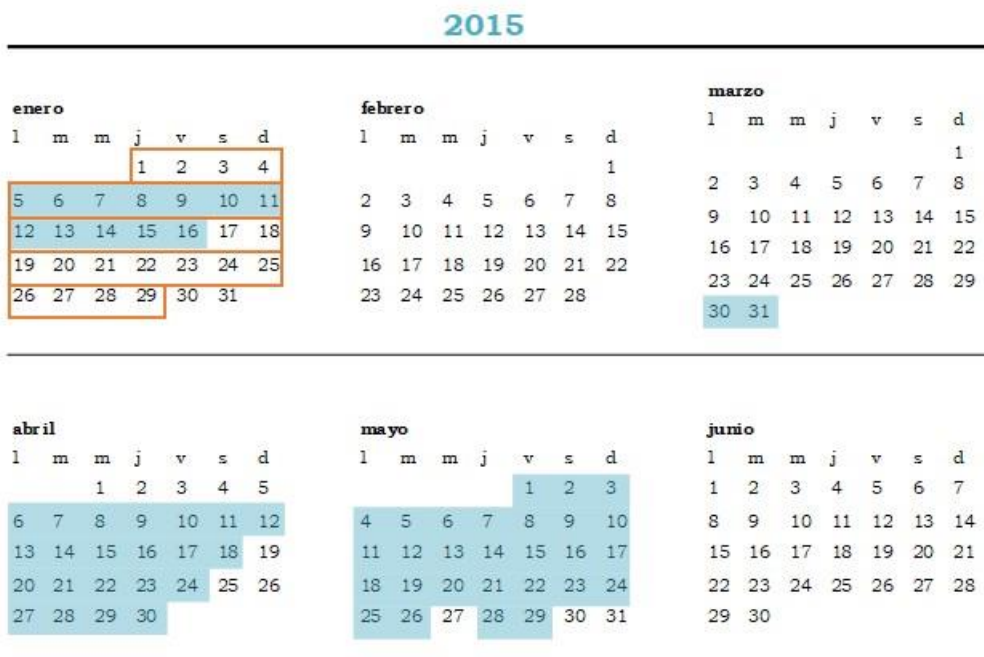 2015
enero
l m m j v s d
1 2 3 4
5 6 7 8 9 10 11
12 13 14 15 16 17 18
19 20 21 22 23 24 25
26 27 28 29 30 31
febrero
l m m j v s d
1
2 3 4 5 6 7 8
9 10 11 12 13 14 15
16 17 18 19 20 21 22
23 24 25 26 27 28
marzo
l m m j v s d
1
2 3 4 5 6 7 8
9 10 11 12 13 14 15
16 17 18 19 20 21 22
23 24 25 26 27 28 29
30 31
abril
l m m j v s d
1 2 3 4 5
6 7 8 9 10 11 12
13 14 15 16 17 18 19
20 21 22 23 24 25 26
27 28 29 30
mayo
l m m j v s d
1 2 3
4 5 6 7 8 9 10
11 12 13 14 15 16 17
18 19 20 21 22 23 24
25 26 27 28 29 30 31
junio
l m m j v s d
1 2 3 4 5 6 7
8 9 10 11 12 13 14
15 16 17 18 19 20 21
22 23 24 25 26 27 28
29 30